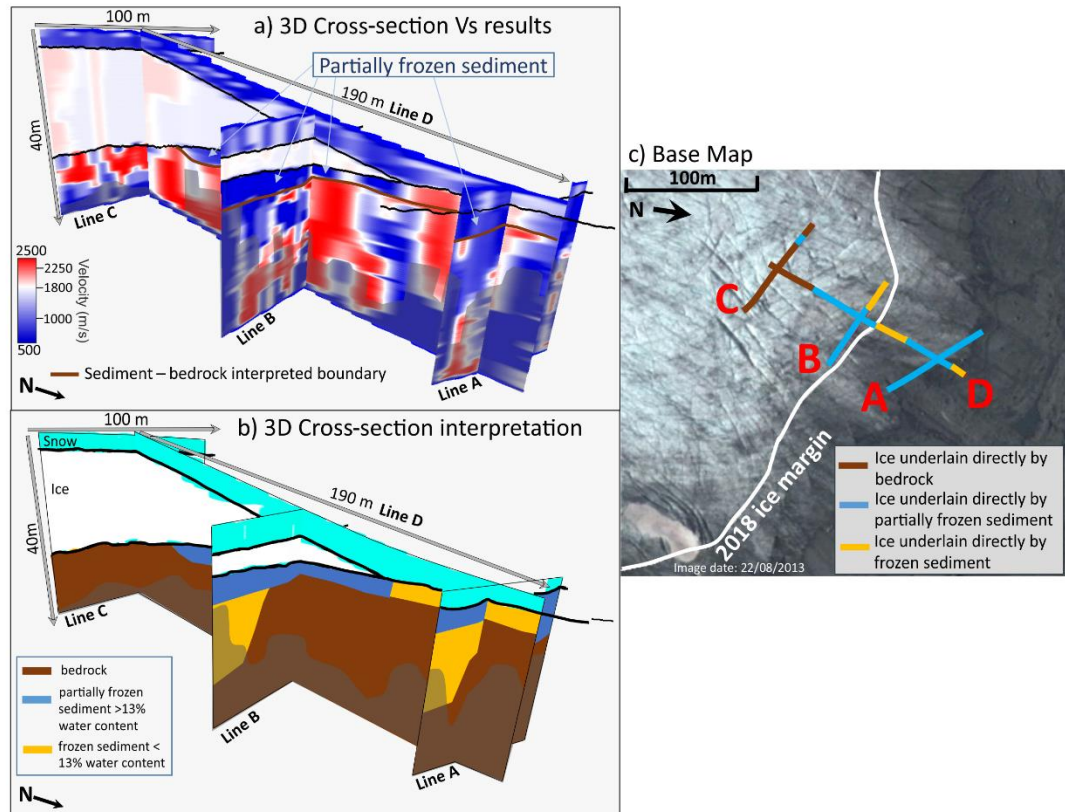 100 m
a) 3D Cross-section Vs results
Partially frozen sediment
190 m Line D
40m
Line C
2500
2250
1000
500
Velocity (m/s)
Line B
Line A
Sediment – bedrock interpreted boundary
N
100 m
b) 3D Cross-section interpretation
Snow
Ice
190 m Line D
40m
Line C
bedrock
partially frozen
sediment >13%
water content
frozen sediment <
13% water content
Line B
Line A
N
c) Base Map
100m
N
C
B
A
D
2018 ice margin
Ice underlain directly by
bedrock
Ice underlain directly by
partially frozen sediment
Ice underlain directly by
frozen sediment
Image date: 22/08/2013